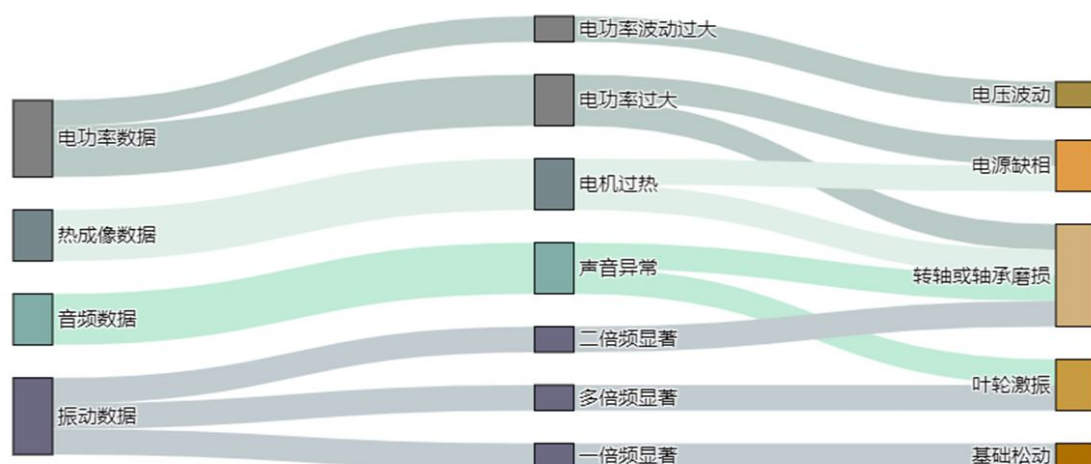 电功率数据
热成像数据
音频数据
振动数据
电功率波动过大
电功率过大
电机过热
声音异常
二倍频显著
多倍频显著
一倍频显著
电压波动
电源缺相
转轴或轴承磨损
叶轮激振
基础松动